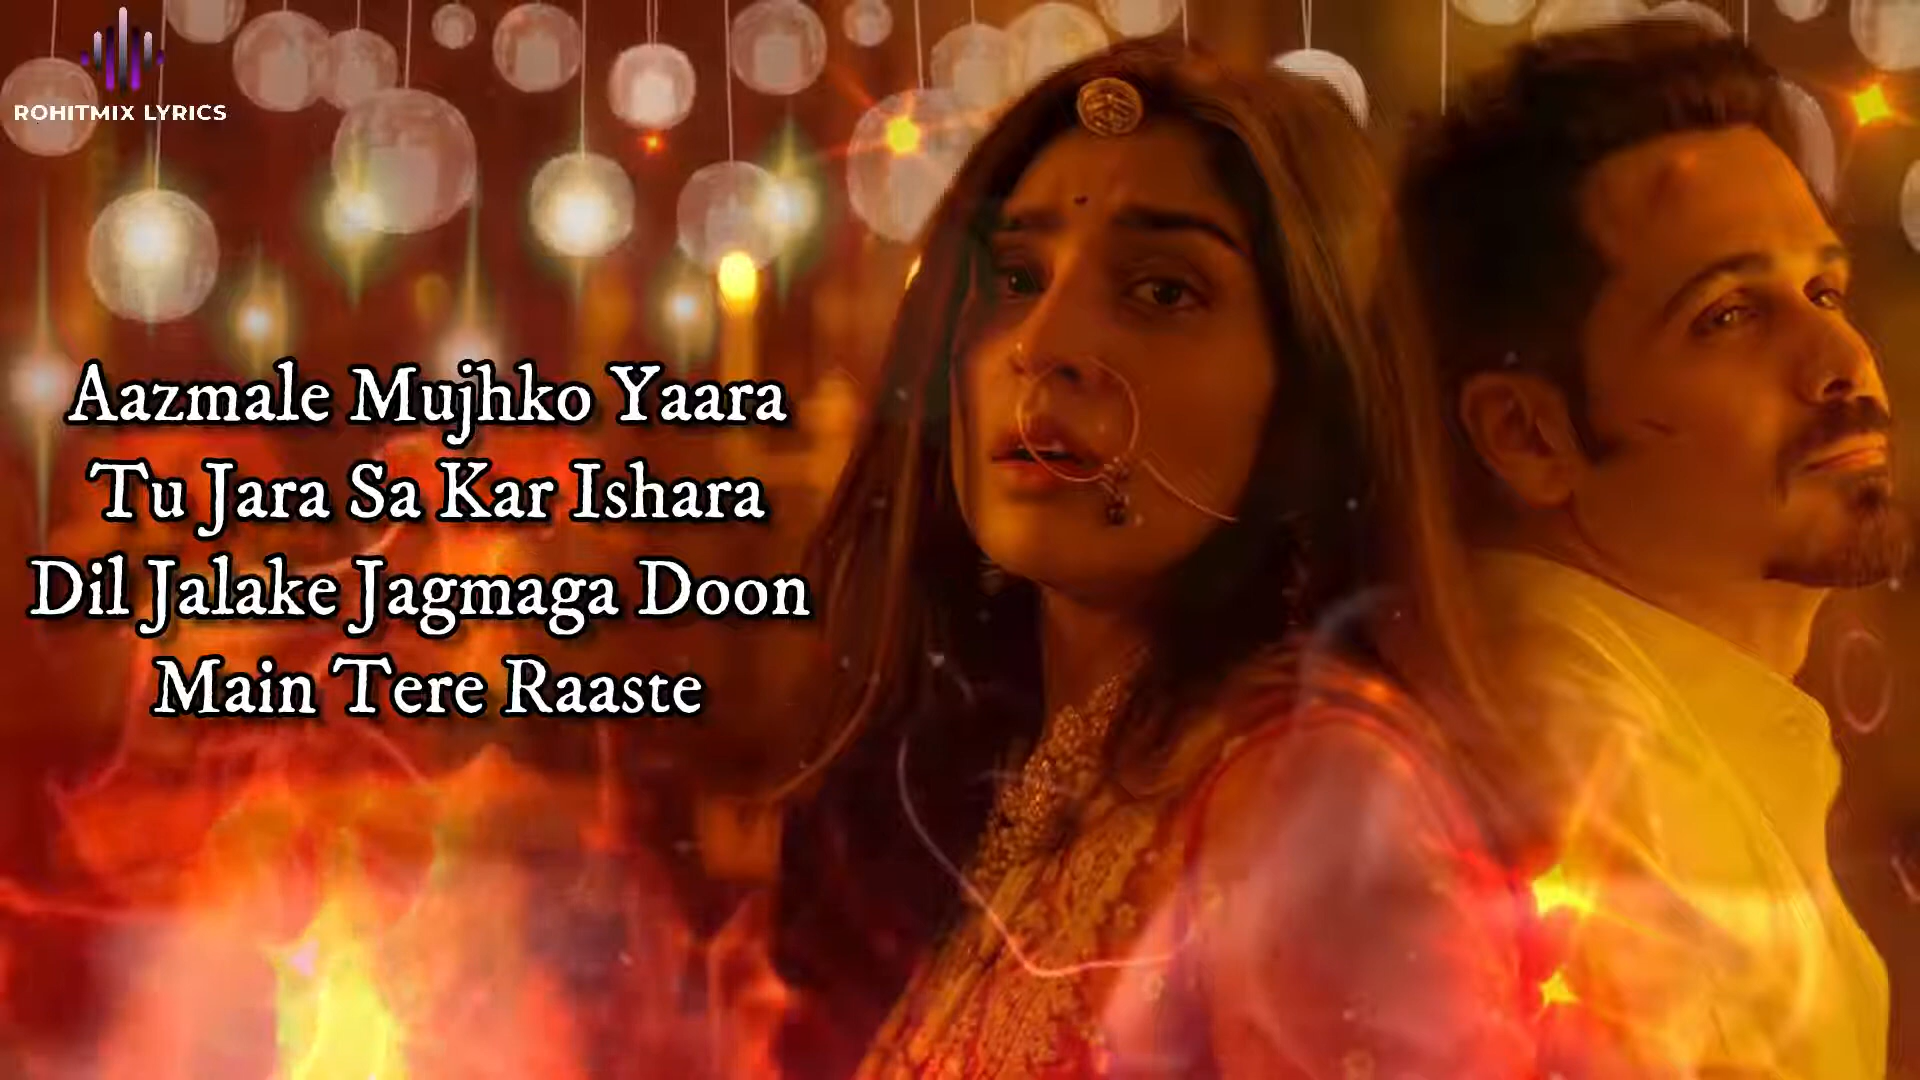 ROHITMIX LYRICS
Aazmale Mujhko Yaara
Tu Jara Sa Kar Ishara
Dil Jalake Jagmaga Doon
Main Tere Raaste